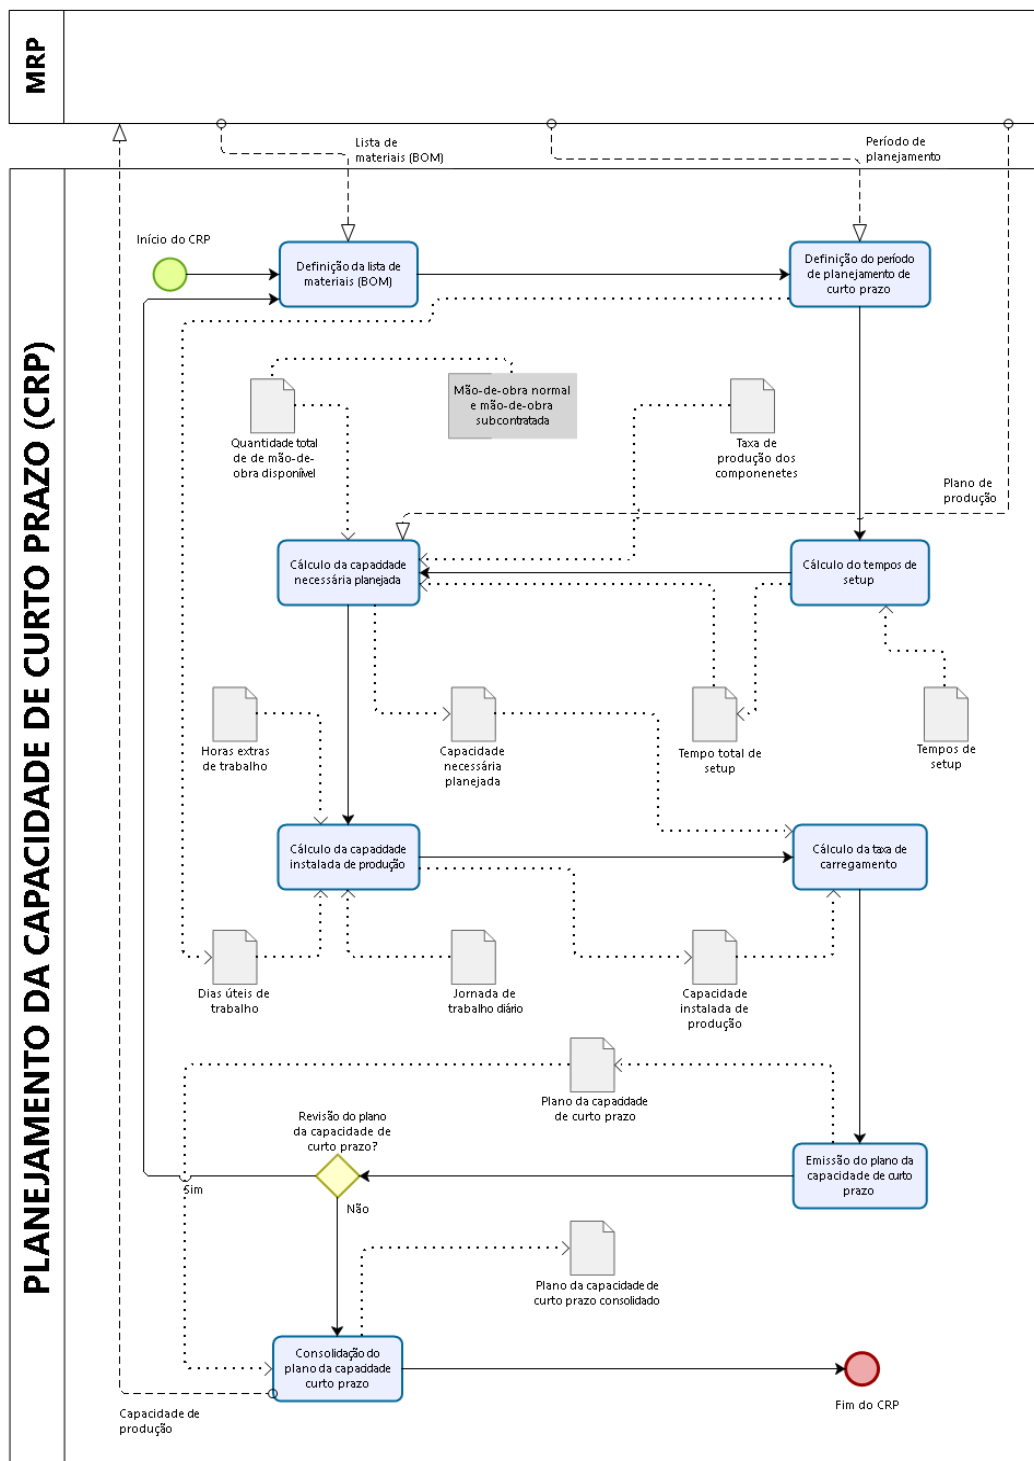 MRP
Lista de
materiais (BOM)
Período de
planejamento
PLANEJAMENTO DA CAPACIDADE DE CURTO PRAZO (CRP)
Início do CRP
Definição da lista de
materiais (BOM)
Definição do período
de planejamento de
curto prazo
Mão-de-obra normal
e mão-de-obra
subcontratada
Quantidade total
de de mão-de-
obra disponível
Taxa de
produção dos
componenetes
Plano de
produção
Cálculo da capacidade
necessária planejada
Cálculo do tempos de
setup
Horas extras
de trabalho
Capacidade
necessária
planejada
Tempo total de
setup
Tempos de
setup
Cálculo da capacidade
instalada de produção
Cálculo da taxa de
carregamento
Dias úteis de
trabalho
Jornada de
trabalho diário
Capacidade
instalada de
produção
Plano da capacidade
de curto prazo
Revisão do plano
da capacidade de
curto prazo?
Emissão do plano da
capacidade de curto
prazo
Sim
Não
Plano da capacidade de
curto prazo consolidado
Consolidação do
plano da capacidade
curto prazo
Fim do CRP
Capacidade de
produção